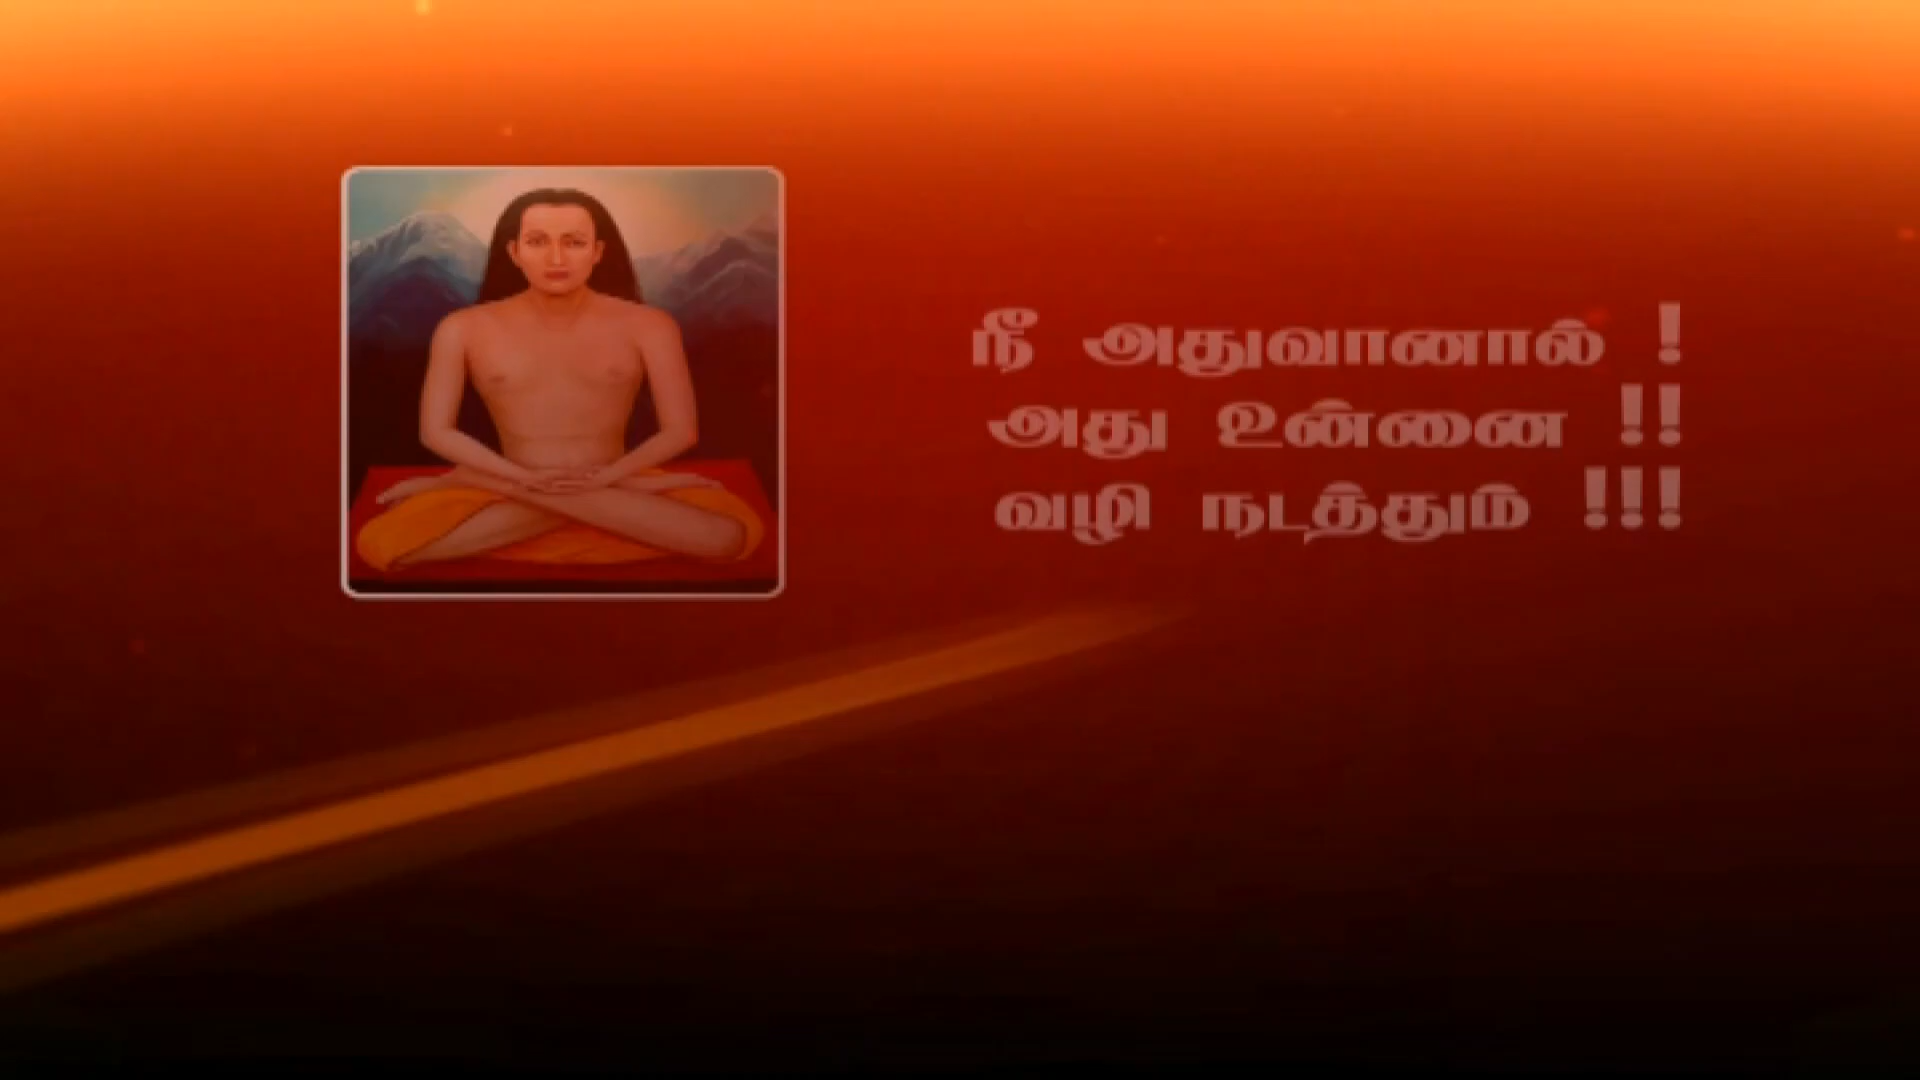 நீ அதுவானால் !
அது உன்னை !!
வழி நடத்தும் !!!